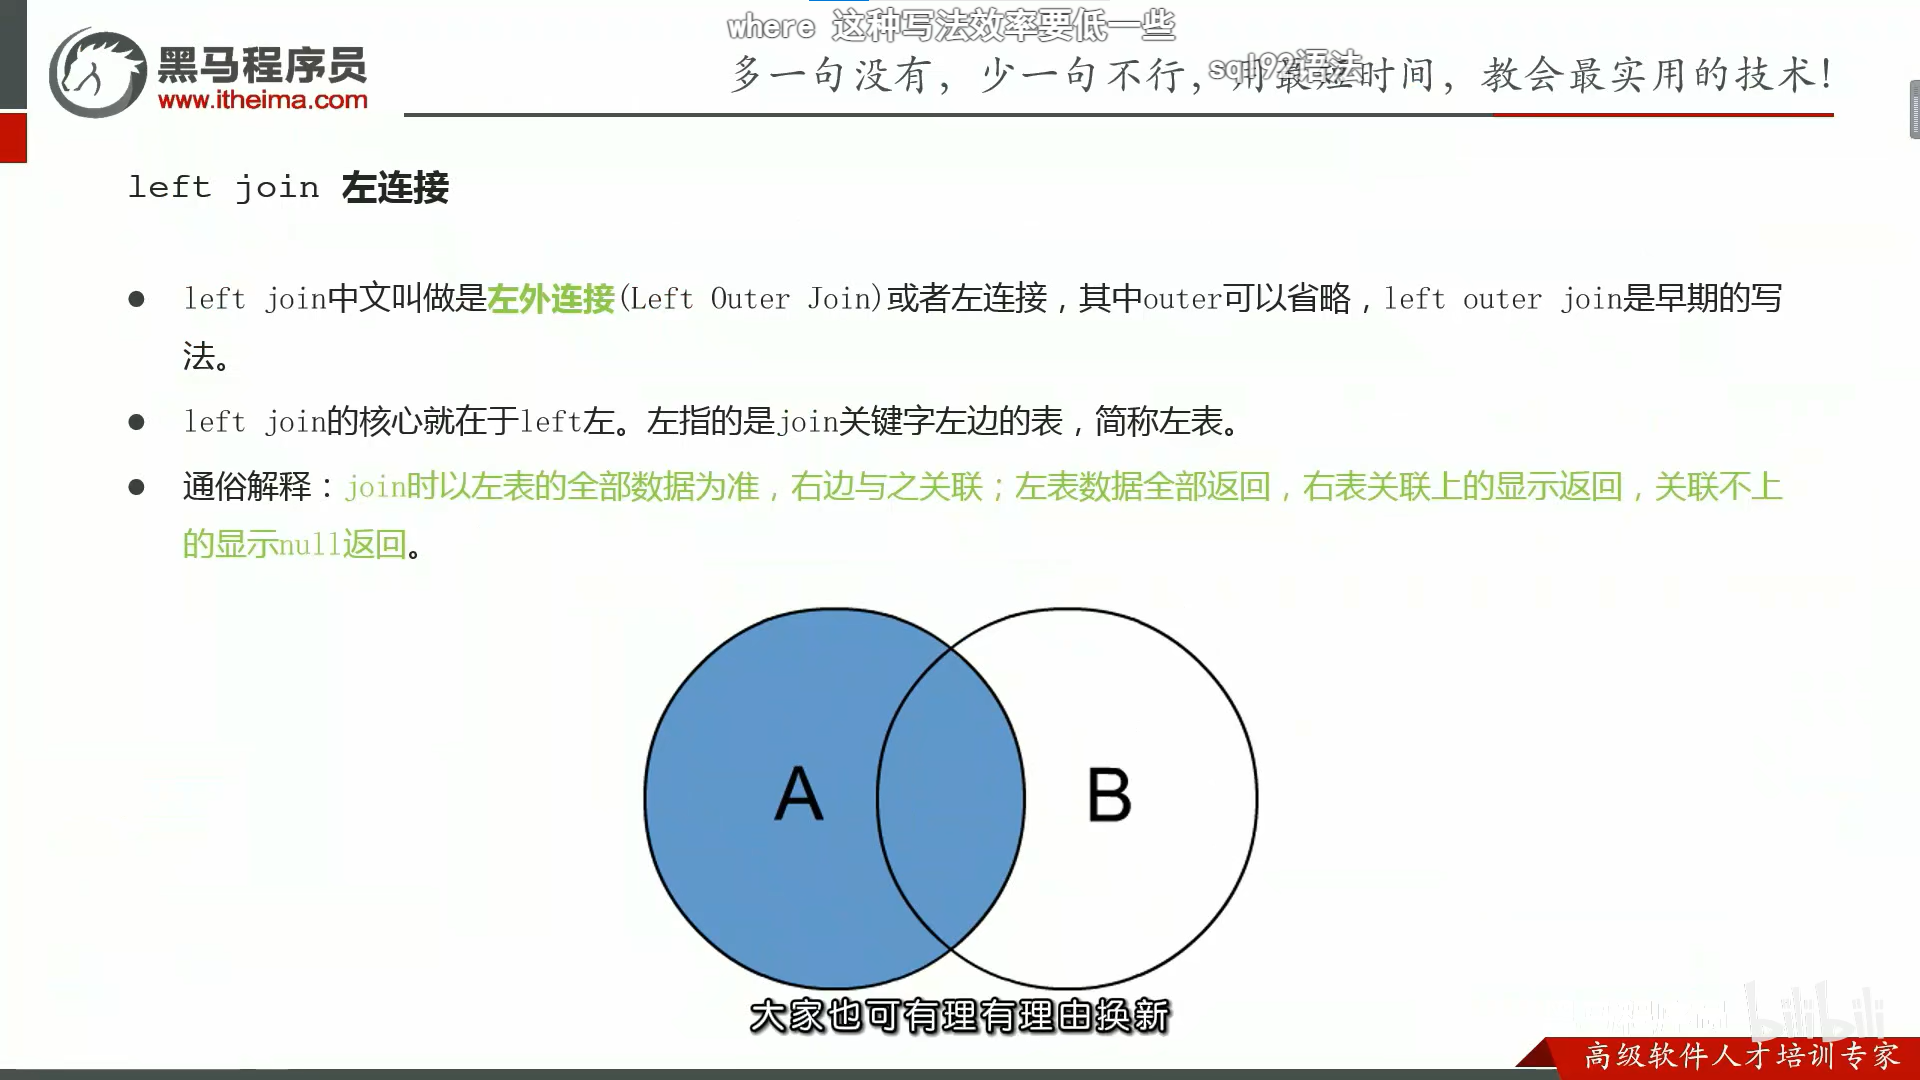 where 这种写法效率要低一些
黑马程序员
www.itheima.com
多一句没有，少一句不行，用最短时间，教会最实用的技术！
sql92语法
left join 左连接
● left join中文叫做是左外连接(Left Outer Join)或者左连接，其中outer可以省略，left outer join是早期的写
法。
● left join的核心就在于left左。左指的是join关键字左边的表，简称左表。
● 通俗解释：join时以左表的全部数据为准，右边与之关联；左表数据全部返回，右表关联上的显示返回，关联不上
的显示null返回。
A
B
大家也可有理有理由换新
bilibili
高级软件人才培训专家